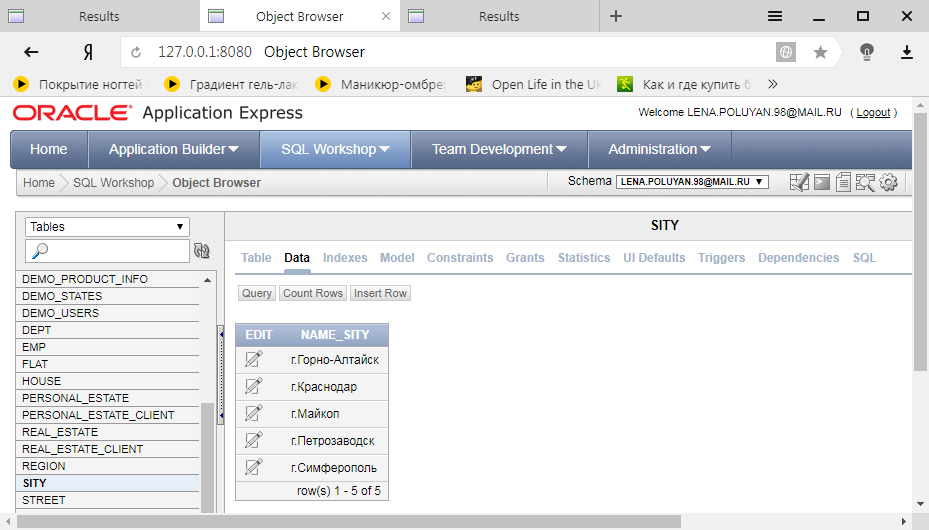 Results
Object Browser
Results
Я
127.0.0.1:8080 Object Browser
Покрытие ногтей
Градиент гель-лак
Маникюр-омбре:
Open Life in the UK
Как и где купить б
ORACLE Application Express
Welcome LENA.POLUYAN.98@MAIL.RU ( Logout )
Home
Application Builder
SQL Workshop
Team Development
Administration
Home
SQL Workshop
Object Browser
Schema
LENA.POLUYAN.98@MAIL.RU
Tables
DEMO_PRODUCT_INFO
DEMO_STATES
DEMO_USERS
DEPT
EMP
FLAT
HOUSE
PERSONAL_ESTATE
PERSONAL_ESTATE_CLIENT
REAL_ESTATE
REAL_ESTATE_CLIENT
REGION
SITY
STREET
SITY
Table Data Indexes Model Constraints Grants Statistics UI Defaults Triggers Dependencies SQL
Query Count Rows Insert Row
EDIT NAME_SITY
г.Горно-Алтайск
г.Краснодар
г.Майкоп
г.Петрозаводск
г.Симферополь
row(s) 1 - 5 of 5